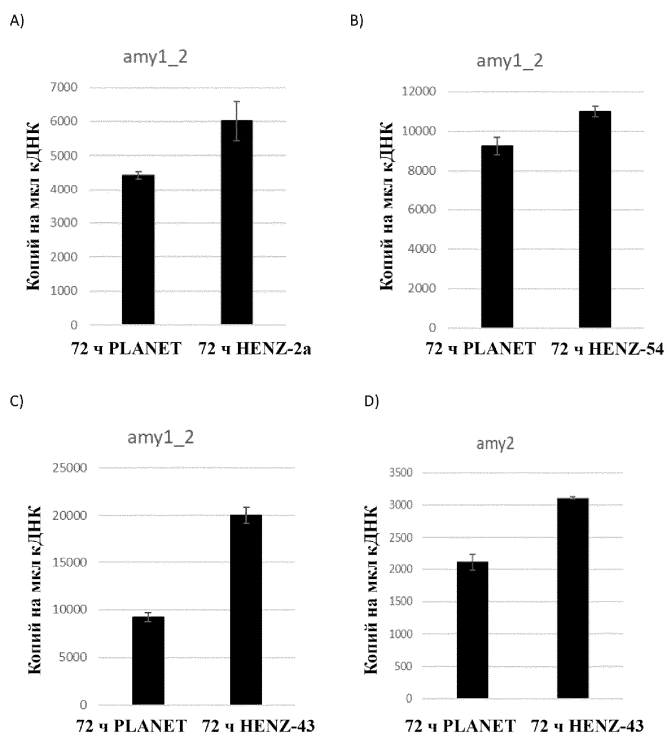 A)
amy1_2
Копий на мкл кДНК
7000
6000
5000
4000
3000
2000
1000
0
72 ч PLANET 72 ч HENZ-2a
B)
amy1_2
Копий на мкл кДНК
12000
10000
8000
6000
4000
2000
0
72 ч PLANET 72 ч HENZ-54
C)
amy1_2
Копий на мкл кДНК
25000
20000
15000
10000
5000
0
72 ч PLANET 72 ч HENZ-43
D)
amy2
Копий на мкл кДНК
3500
3000
2500
2000
1500
1000
500
0
72 ч PLANET 72 ч HENZ-43